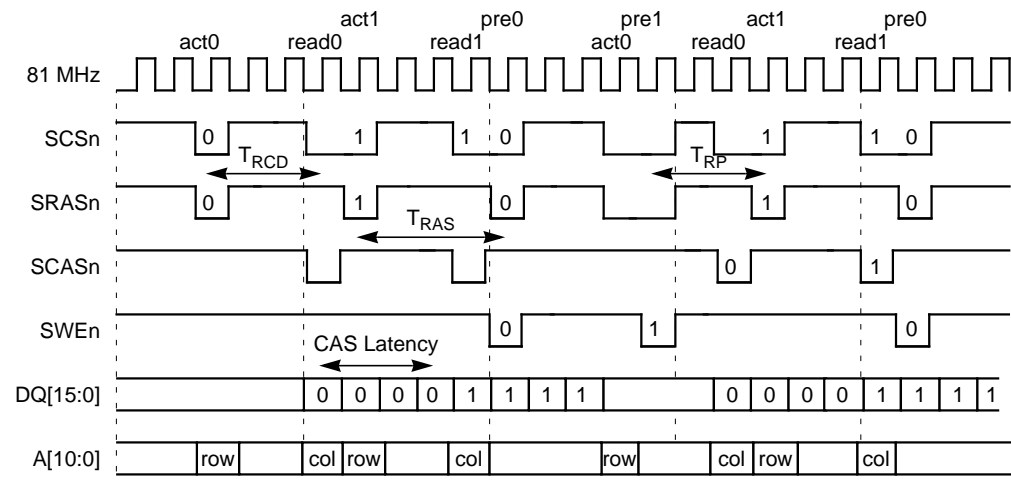 act1 pre0 pre1 act1 pre0
act0 read0 read1 act0 read0 read1
81 MHz
SCSn 0 1 1 0 1 1 0
TRCD TRP
SRASn 0 1 0 1 0
TRAS
SCASn 0 1
SWEn 0 1 0
CAS Latency
DQ[15:0] 0 0 0 0 1 1 1 1 0 0 0 0 1 1 1 1
A[10:0] row col row col row col row col